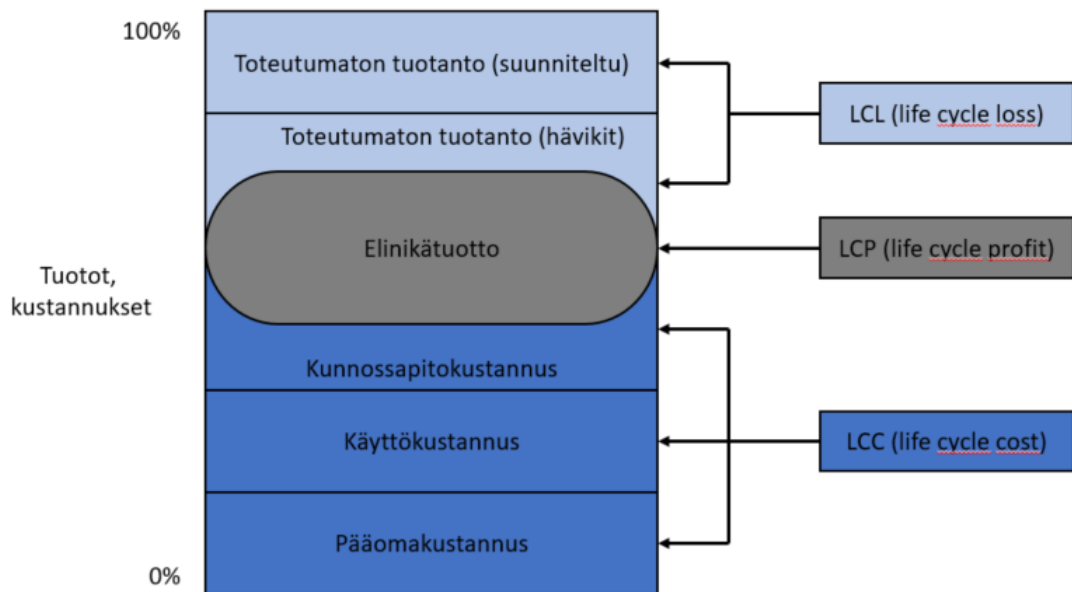 100%
Toteutumaton tuotanto (suunniteltu)
LCL (life cycle loss)
Toteutumaton tuotanto (hävikit)
Elinikätuotto
LCP (life cycle profit)
Tuotot,
kustannukset
Kunnossapitokustannus
Käyttökustannus
LCC (life cycle cost)
Pääomakustannus
0%